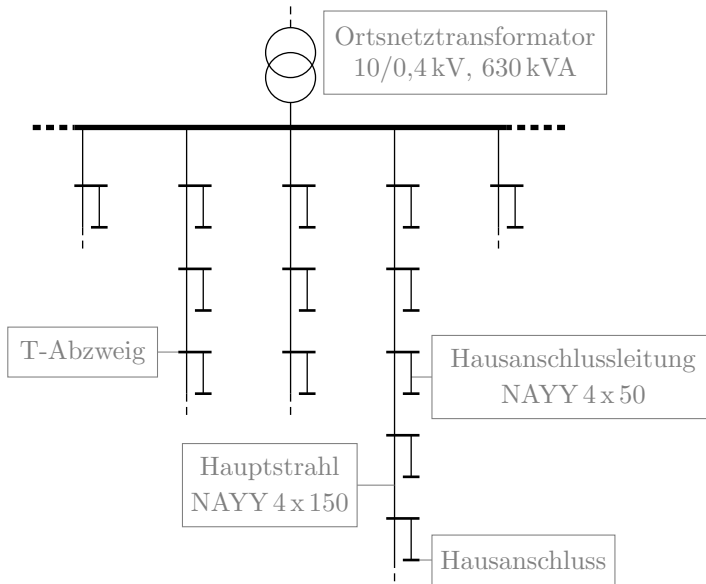 Ortsnetztransformator
10/0,4 kV, 630 kVA
T-Abzweig
Hausanschlussleitung
NAYY 4 x 50
Hauptstrahl
NAYY 4 x 150
Hausanschluss